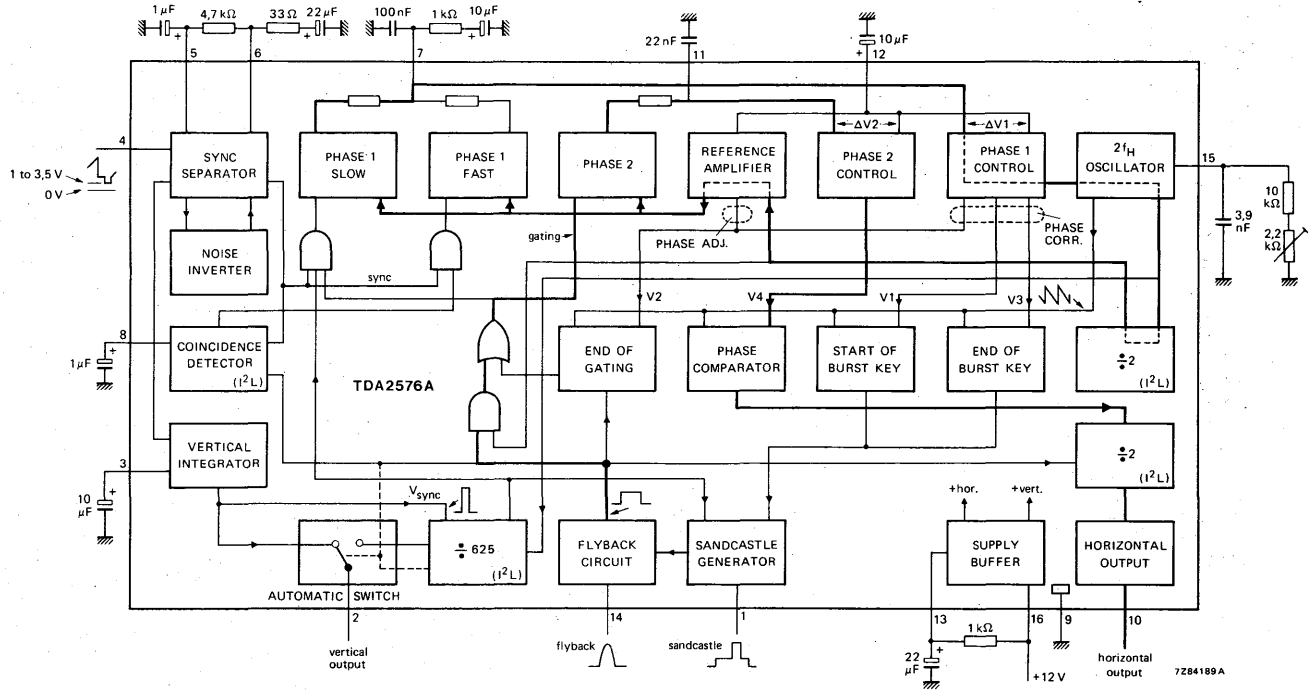 1 µF
4,7 kΩ
33 Ω
22 µF
+
+
100 nF
1 kΩ
10 µF
+
5
6
7
22 nF
11
10 µF
+
12
4
1 to 3,5 V
0 V
SYNC
SEPARATOR
PHASE 1
SLOW
PHASE 1
FAST
PHASE 2
REFERENCE
AMPLIFIER
ΔV2
PHASE 2
CONTROL
ΔV1
PHASE 1
CONTROL
2fH
OSCILLATOR
15
10
kΩ
3,9
nF
2,2
kΩ
NOISE
INVERTER
gating
PHASE ADJ.
PHASE
CORR.
sync
V2
V4
V1
V3
8
+
1 µF
COINCIDENCE
DETECTOR
(I²L)
TDA2576A
END OF
GATING
PHASE
COMPARATOR
START OF
BURST KEY
END OF
BURST KEY
÷2
(I²L)
3
+
10
µF
VERTICAL
INTEGRATOR
÷2
(I²L)
Vsync
+hor.
+vert.
÷ 625
(I²L)
FLYBACK
CIRCUIT
SANDCASTLE
GENERATOR
SUPPLY
BUFFER
HORIZONTAL
OUTPUT
AUTOMATIC SWITCH
2
14
1
13
1 kΩ
16
9
10
+
22
µF
+12 V
vertical
output
flyback
sandcastle
horizontal
output
7Z84189A